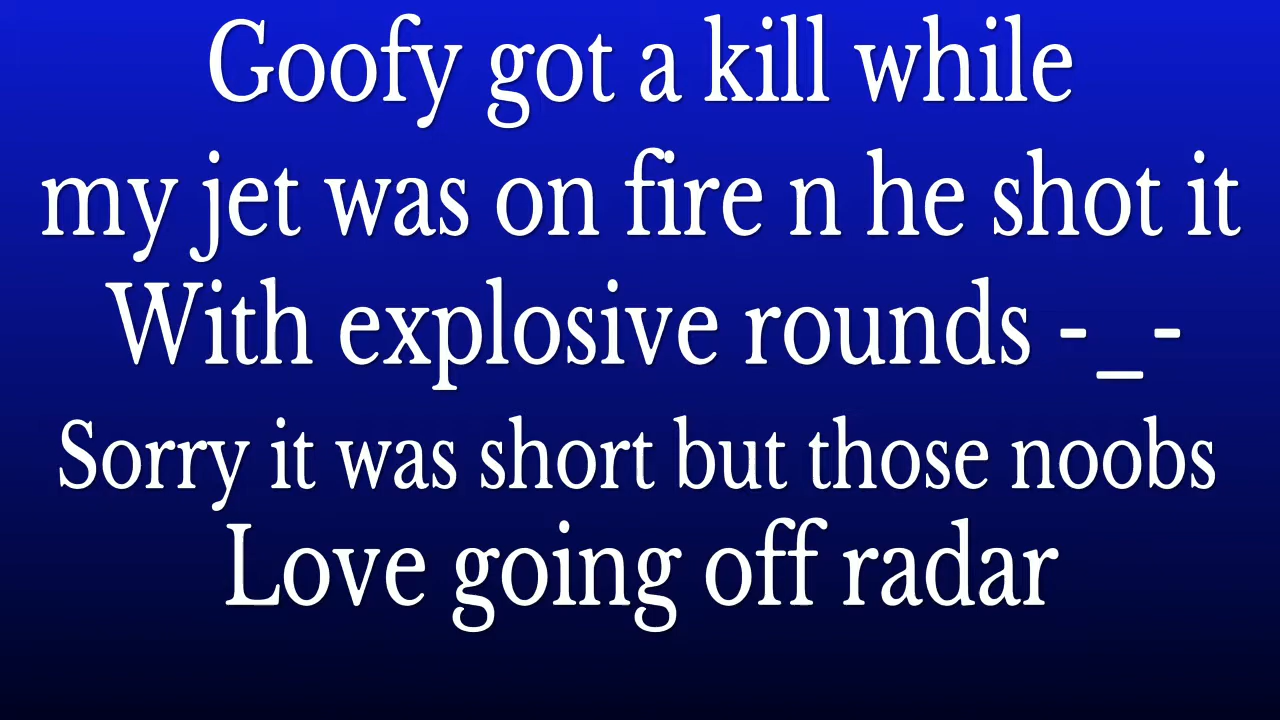 Goofy got a kill while
my jet was on fire n he shot it
With explosive rounds -_-
Sorry it was short but those noobs
Love going off radar